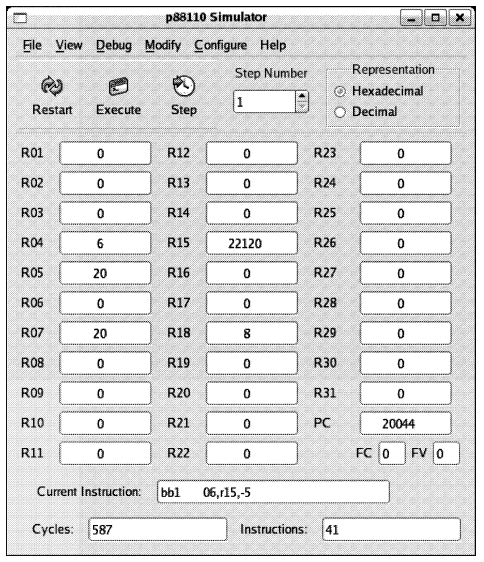 p88110 Simulator
File View Debug Modify Configure Help
Restart Execute Step
Step Number
1
Representation
Hexadecimal
Decimal
R01 0 R12 0 R23 0
R02 0 R13 0 R24 0
R03 0 R14 0 R25 0
R04 6 R15 22120 R26 0
R05 20 R16 0 R27 0
R06 0 R17 0 R28 0
R07 20 R18 8 R29 0
R08 0 R19 0 R30 0
R09 0 R20 0 R31 0
R10 0 R21 0 PC 20044
R11 0 R22 0 FC 0 FV 0
Current Instruction: bb1 06,r15,-5
Cycles: 587 Instructions: 41